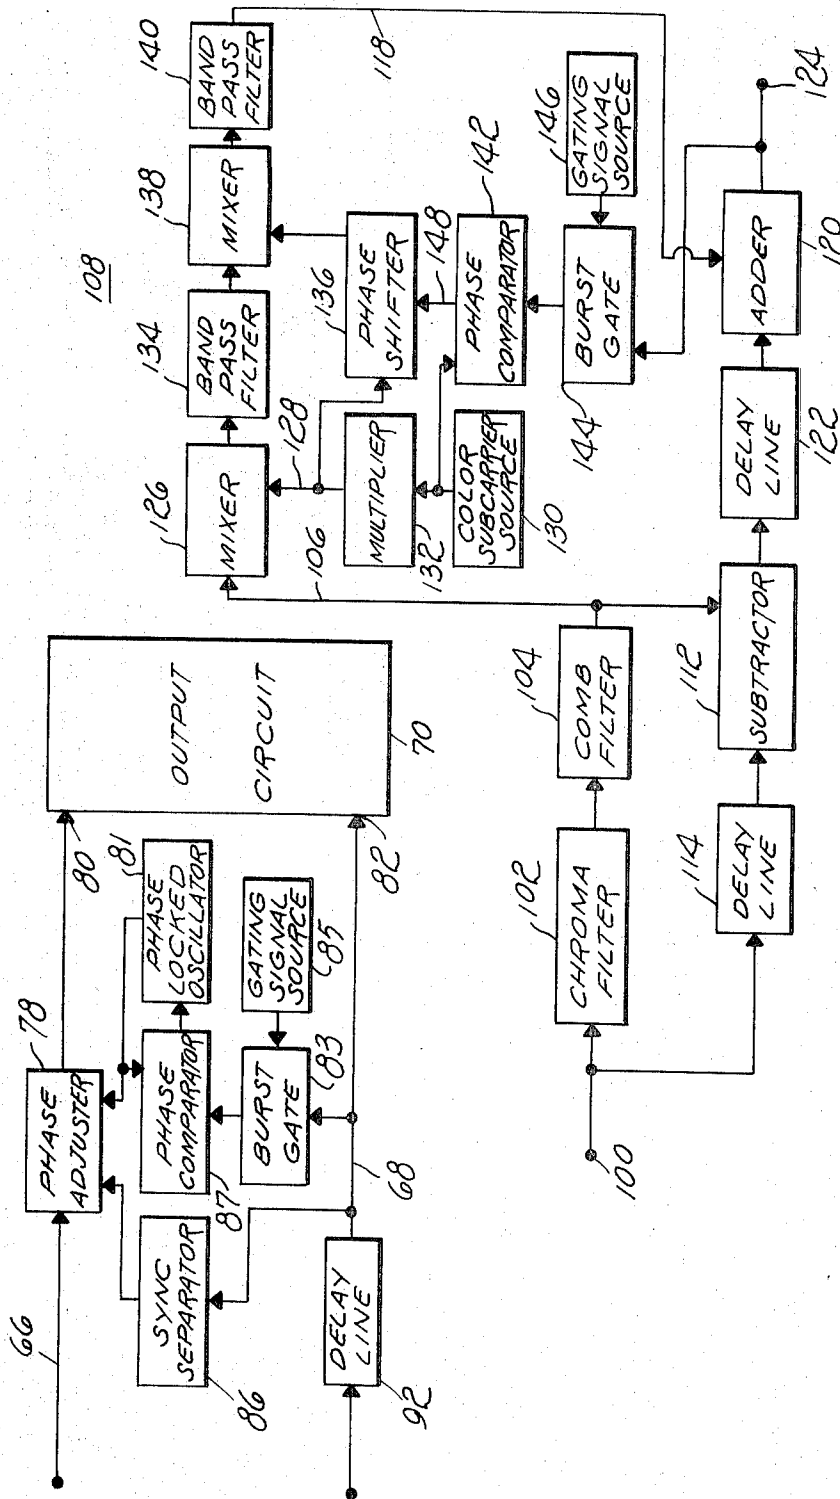 66
78
PHASE
ADJUSTER
80
SYNC
SEPARATOR
86
PHASE
COMPARATOR
87
PHASE
LOCKED
OSCILLATOR
81
BURST
GATE
83
GATING
SIGNAL
SOURCE
85
OUTPUT
CIRCUIT
70
DELAY
LINE
92
68
82
108
126
MIXER
134
BAND
PASS
FILTER
138
MIXER
140
BAND
PASS
FILTER
106
128
136
PHASE
SHIFTER
118
MULTIPLIER
132
148
PHASE
COMPARATOR
142
COLOR
SUBCARRIER
SOURCE
130
144
BURST
GATE
146
GATING
SIGNAL
SOURCE
100
102
CHROMA
FILTER
104
COMB
FILTER
114
DELAY
LINE
112
SUBTRACTOR
DELAY
LINE
122
ADDER
120
124